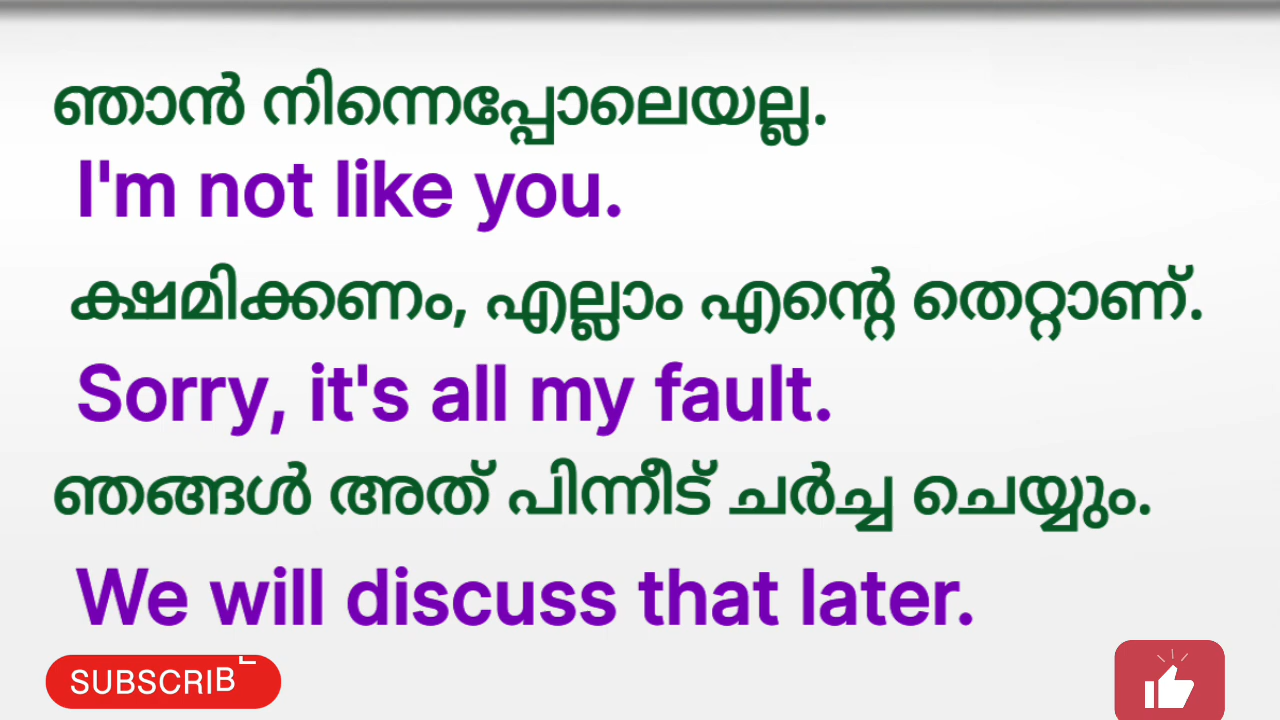 ഞാൻ നിന്നെപ്പോലെയല്ല.
I'm not like you.
ക്ഷമിക്കണം, എല്ലാം എന്റെ തെറ്റാണ്.
Sorry, it's all my fault.
ഞങ്ങൾ അത് പിന്നീട് ചർച്ച ചെയ്യും.
We will discuss that later.
SUBSCRIBE